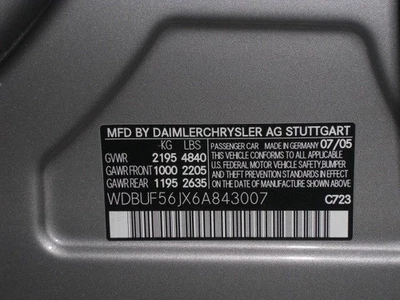 MFD BY DAIMLERCHRYSLER AG STUTTGART
KG LBS PASSENGER CAR MADE IN GERMANY 07/05
GVWR 2195 4840 THIS VEHICLE CONFORMS TO ALL APPLICABLE
GAWR FRONT 1000 2205 U.S. FEDERAL MOTOR VEHICLE SAFETY,BUMPER
GAWR REAR 1195 2635 AND THEFT PREVENTION STANDARDS IN EFFECT ON THE DATE OF MANUFACTURE SHOWN ABOVE
WDBUF56JX6A843007 C723